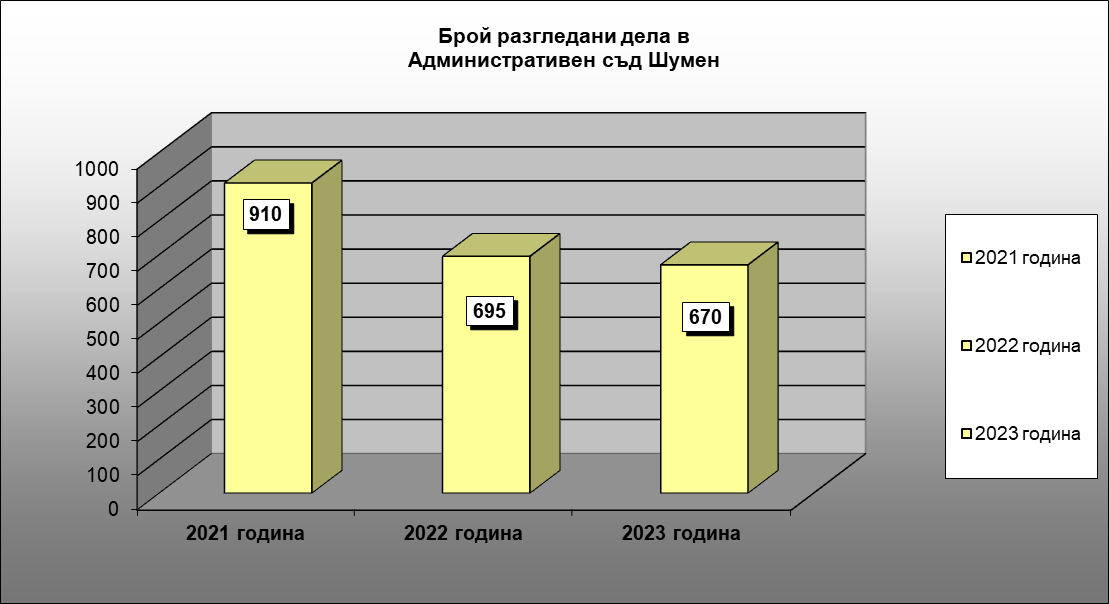 Брой разгледани дела в
Административен съд Шумен
1000
900
800
700
600
500
400
300
200
100
0
910
695
670
2021 година
2022 година
2023 година
2021 година
2022 година
2023 година